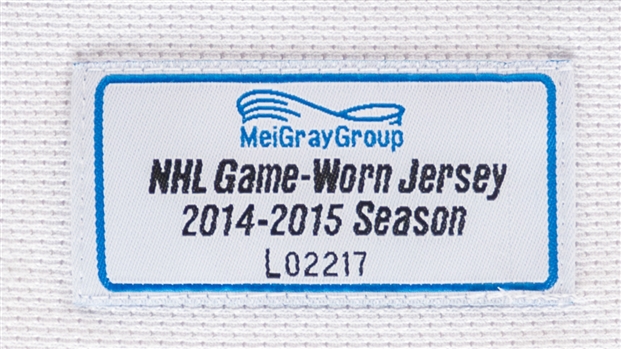 MeiGrayGroup
NHL Game-Worn Jersey
2014-2015 Season
L02217